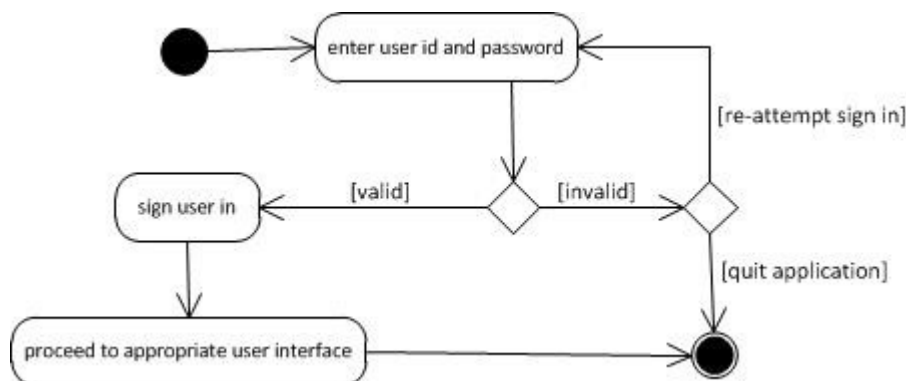 enter user id and password
[re-attempt sign in]
[valid]
[invalid]
sign user in
[quit application]
proceed to appropriate user interface